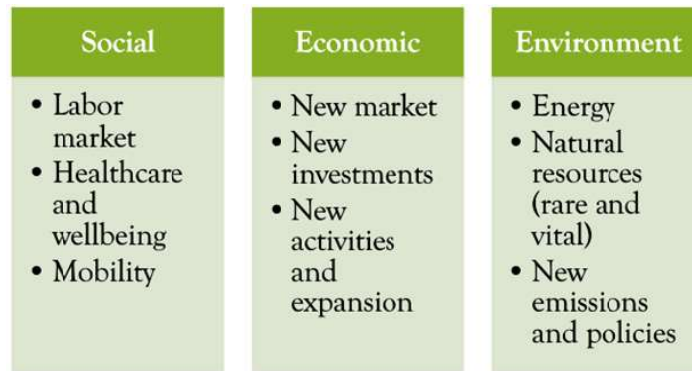 Social
• Labor
market
• Healthcare
and
wellbeing
• Mobility
Economic
• New market
• New
investments
• New
activities
and
expansion
Environment
• Energy
• Natural
resources
(rare and
vital)
• New
emissions
and policies